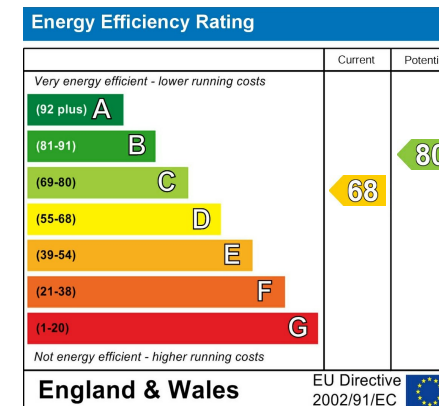 Energy Efficiency Rating
Current Potenti
Very energy efficient - lower running costs
(92 plus) A
(81-91) B
80
(69-80) C
68
(55-68) D
(39-54) E
(21-38) F
(1-20) G
Not energy efficient - higher running costs
England & Wales
EU Directive
2002/91/EC